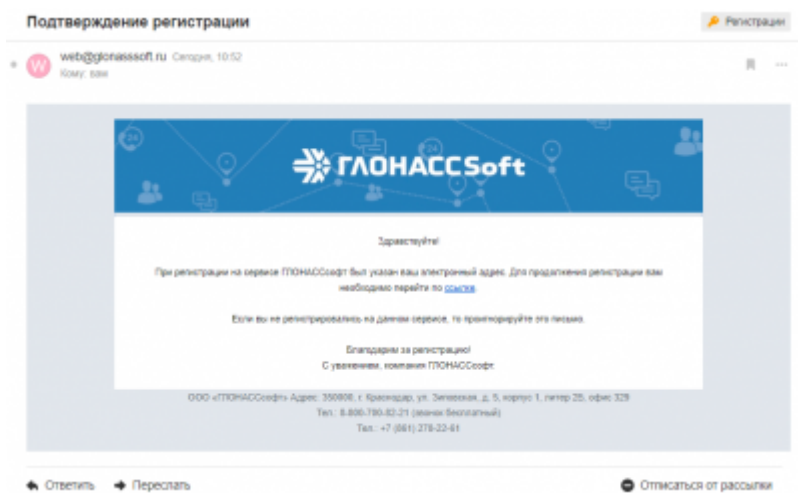 Подтверждение регистрации
Регистрации
web@glonasssoft.ru Сегодня, 10:52
Кому: вам
W
24
24
ГЛОНАССSoft
Здравствуйте!
При регистрации на сервисе ГЛОНАССсофт был указан ваш электронный адрес. Для продолжения регистрации вам
необходимо перейти по ссылке.
Если вы не регистрировались на данном сервисе, то проигнорируйте это письмо.
Благодарим за регистрацию!
С уважением, компания ГЛОНАССсофт
ООО «ГЛОНАССсофт» Адрес: 350000, г. Краснодар, ул. Зиповская, д. 5, корпус 1, литер 2Б, офис 329
Тел.: 8-800-700-82-21 (звонок бесплатный)
Тел.: +7 (861) 278-22-61
Ответить Переслать Отписаться от рассылки